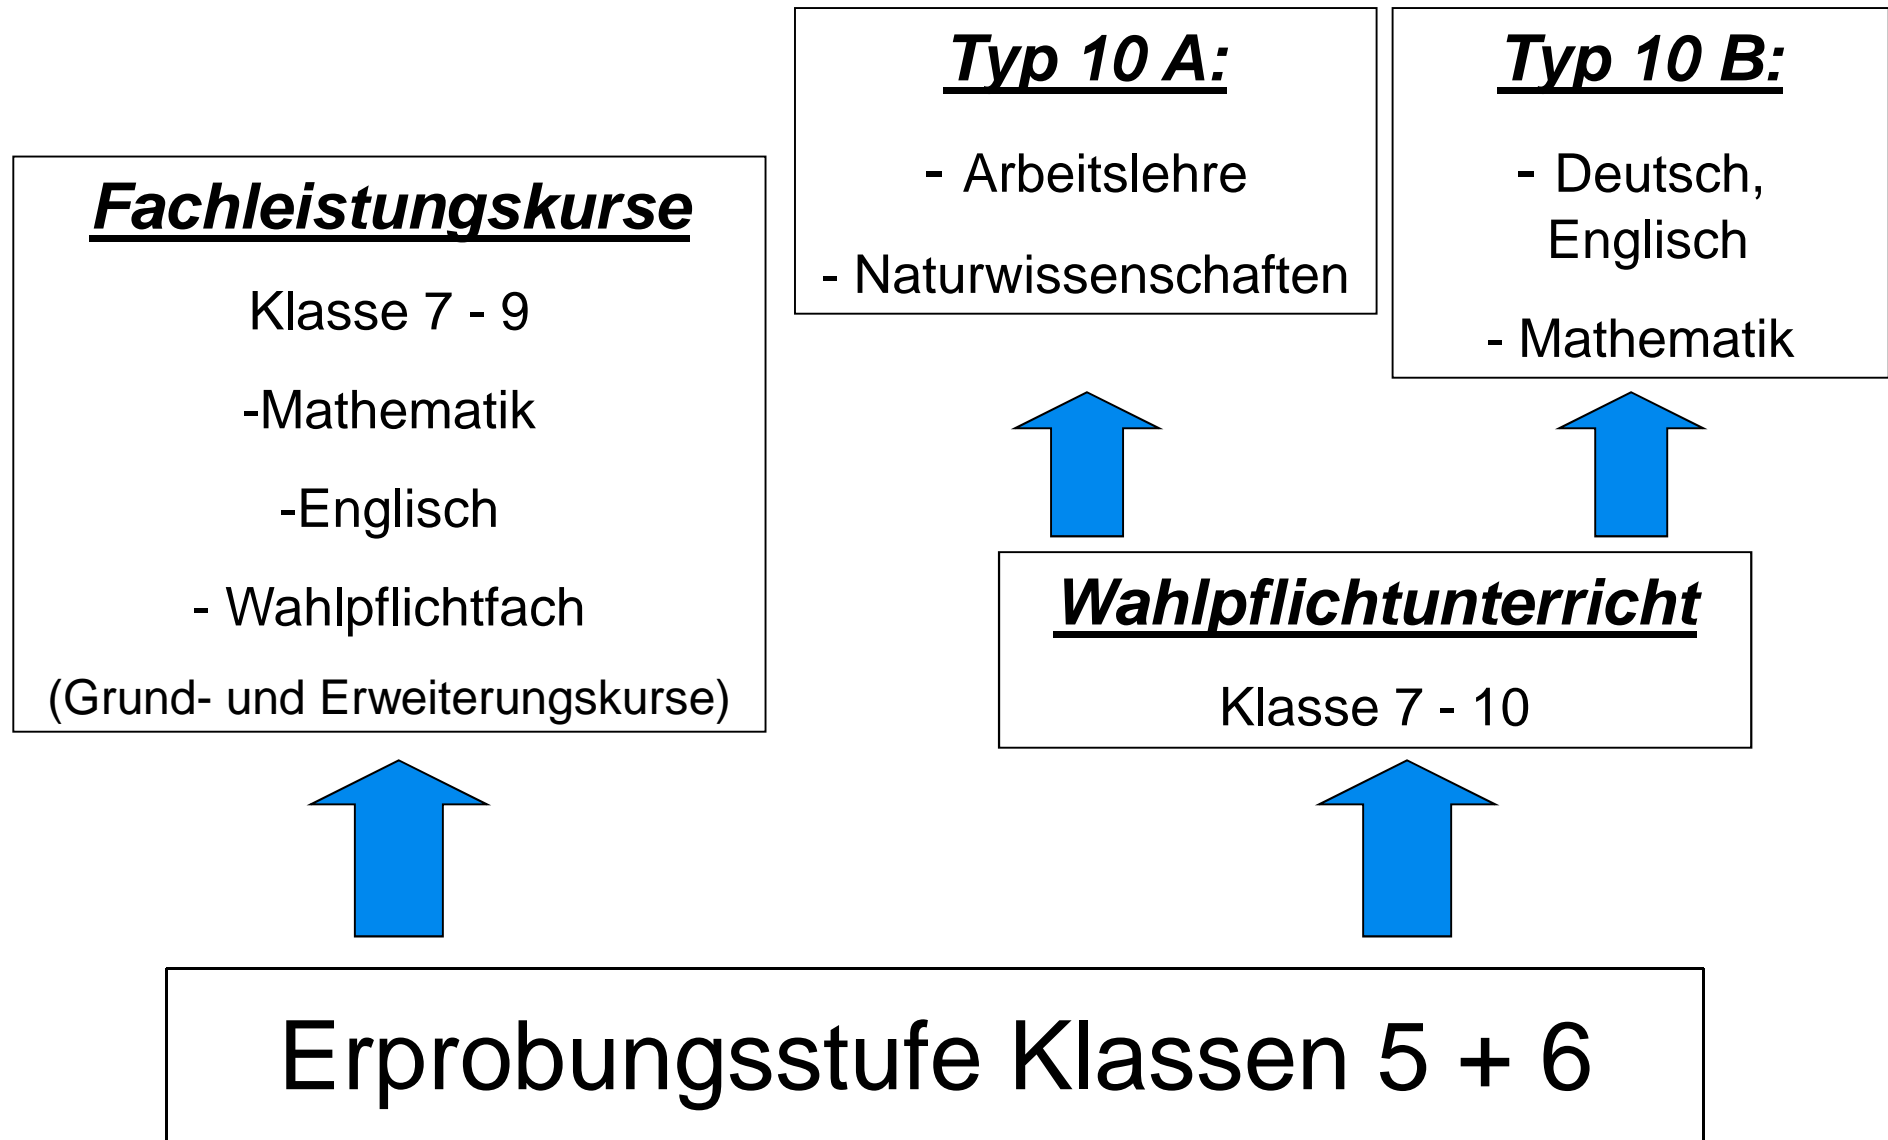 Typ 10 A:
- Arbeitslehre
- Naturwissenschaften
Typ 10 B:
- Deutsch,
Englisch
- Mathematik
Fachleistungskurse
Klasse 7 - 9
-Mathematik
-Englisch
- Wahlpflichtfach
(Grund- und Erweiterungskurse)
Wahlpflichtunterricht
Klasse 7 - 10
Erprobungsstufe Klassen 5 + 6